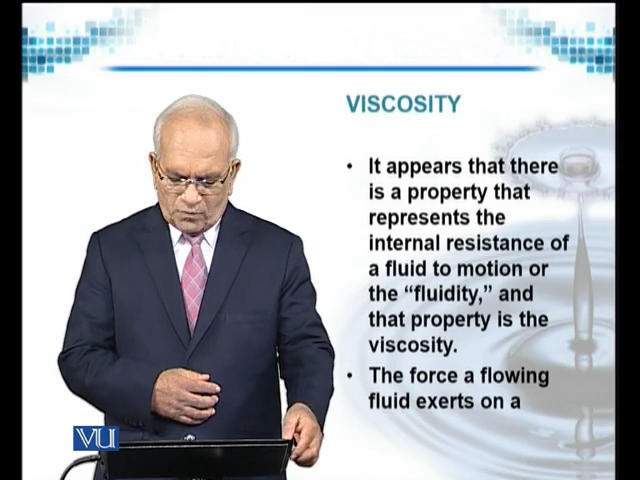 VISCOSITY
• It appears that there
is a property that
represents the
internal resistance of
a fluid to motion or
the “fluidity,” and
that property is the
viscosity.
• The force a flowing
fluid exerts on a
VU